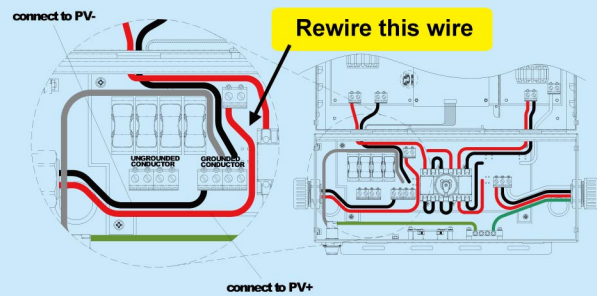 connect to PV-
Rewire this wire
UNGROUNDED
CONDUCTOR
GROUNDED
CONDUCTOR
connect to PV+